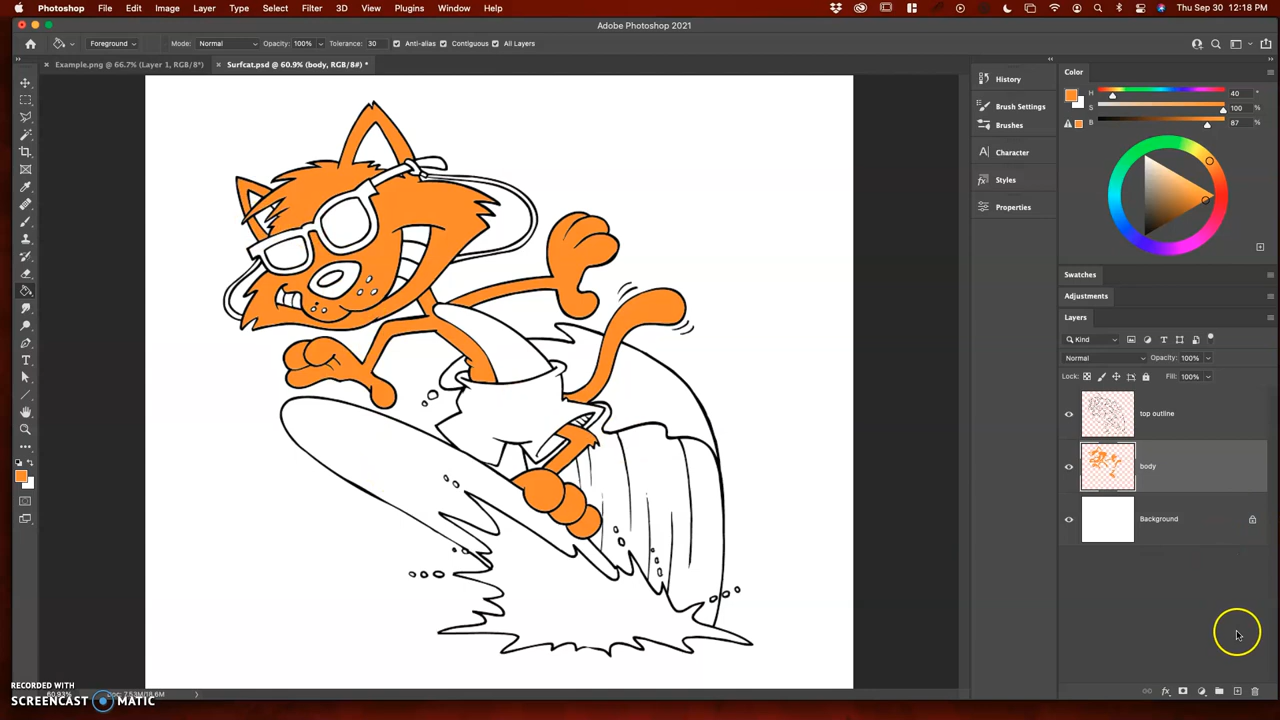 Photoshop File Edit Image Layer Type Select Filter 3D View Plugins Window Help Thu Sep 30 12:18 PM
Adobe Photoshop 2021
Foreground Mode: Normal Opacity: 100% Tolerance: 30 Anti-alias Contiguous All Layers
Example.png @ 66.7% (Layer 1, RGB/8*) Surfcat.psd @ 60.9% (body, RGB/8#) *
History
Brush Settings
Brushes
Character
Styles
Properties
Color
H 40 °
S 100 %
B 87 %
Swatches
Adjustments
Layers
Kind
Normal Opacity: 100%
Lock: Fill: 100%
top outline
body
Background
RECORDED WITH
SCREENCAST MATIC